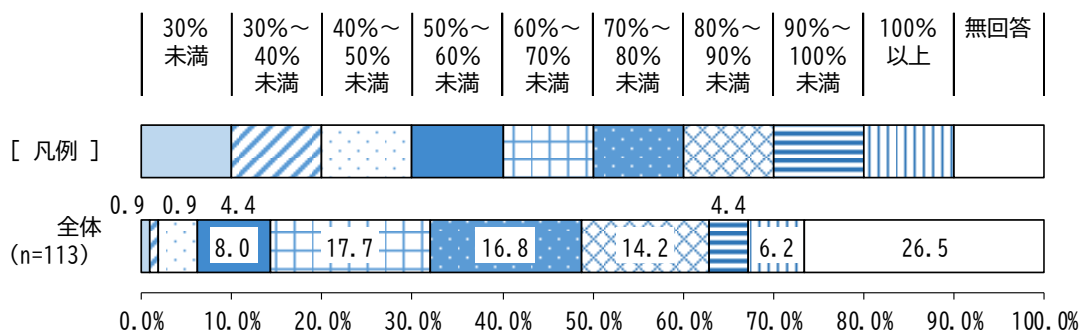 30%
未満
30%～
40%
未満
40%～
50%
未満
50%～
60%
未満
60%～
70%
未満
70%～
80%
未満
80%～
90%
未満
90%～
100%
未満
100%
以上
無回答
[ 凡例 ]
0.9 0.9 4.4 4.4
全体
(n=113)
8.0 17.7 16.8 14.2 6.2 26.5
0.0% 10.0% 20.0% 30.0% 40.0% 50.0% 60.0% 70.0% 80.0% 90.0% 100.0%